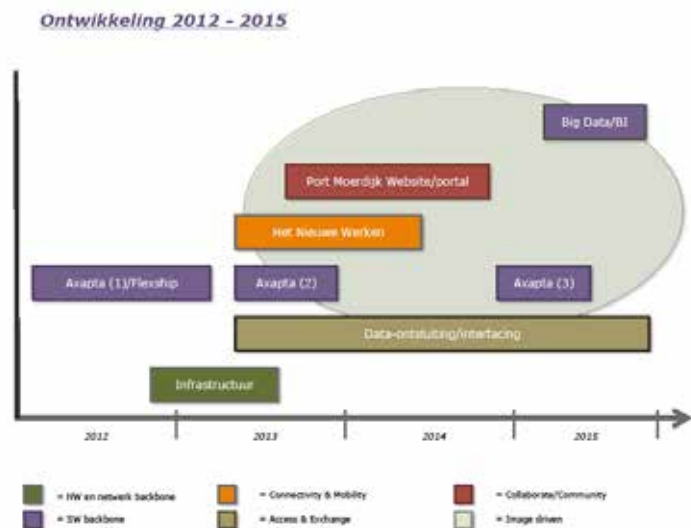 Ontwikkeling 2012 - 2015
Big Data/BI
Port Moerdijk Website/portal
Het Nieuwe Werken
Axapta (1)/Flexship
Axapta (2)
Axapta (3)
Data-ontsluiting/interfacing
Infrastructuur
2012
2013
2014
2015
= HW en netwerk backbone
= Connectivity & Mobility
= Collaborate/Community
= SW backbone
= Access & Exchange
= Image driven